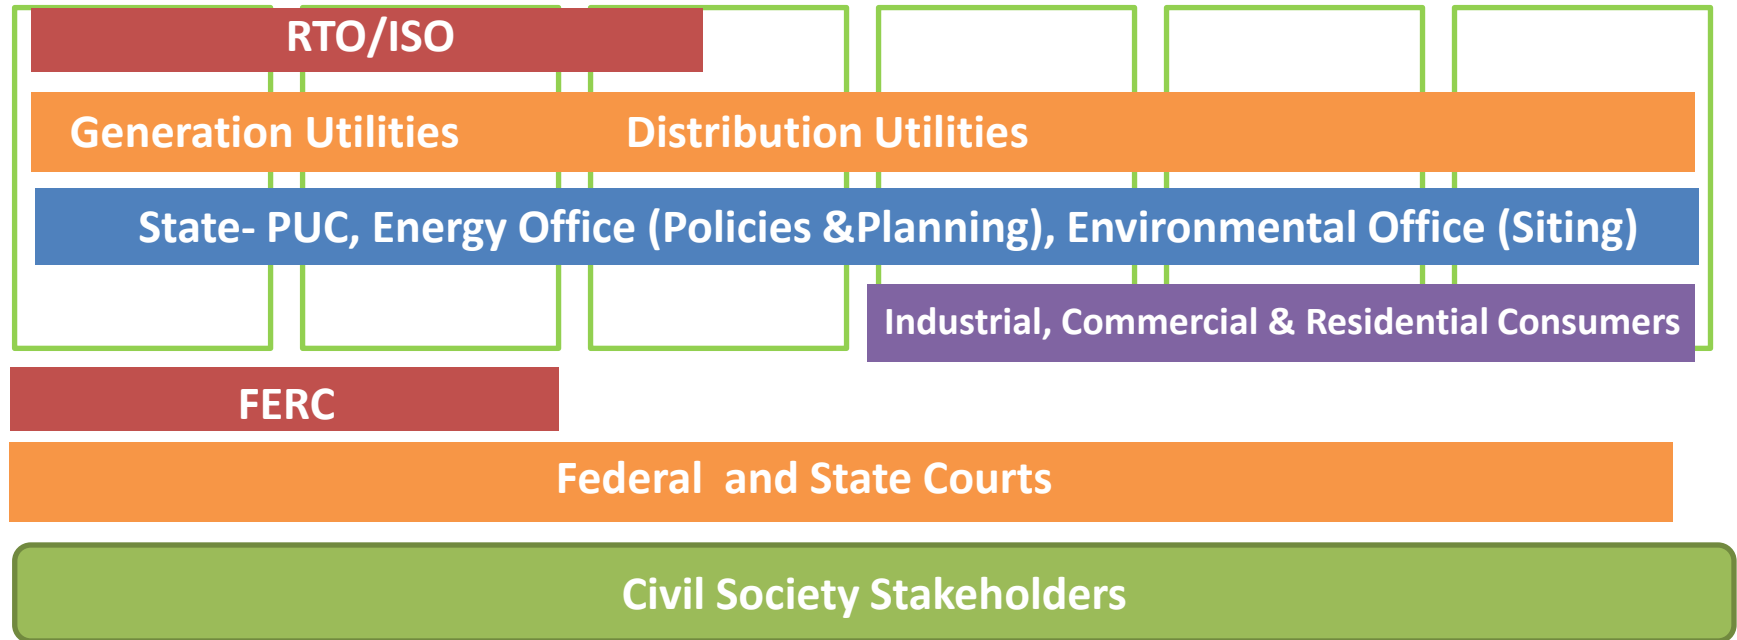 RTO/ISO
Generation Utilities
Distribution Utilities
State- PUC, Energy Office (Policies &Planning), Environmental Office (Siting)
Industrial, Commercial & Residential Consumers
FERC
Federal  and State Courts
Civil Society Stakeholders